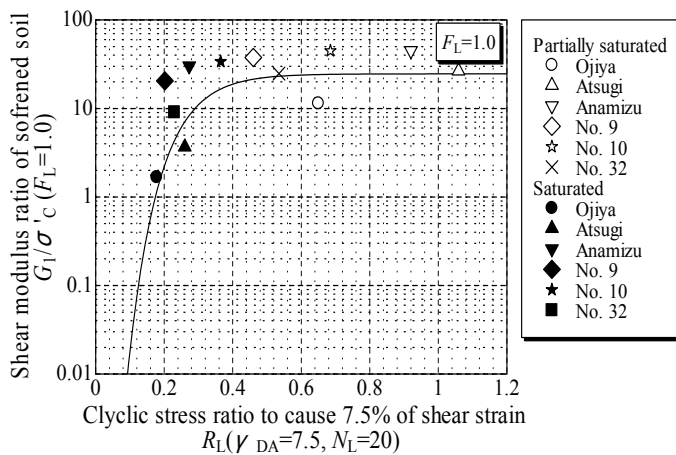 Shear modulus ratio of sofrened soil
G₁/σ'C (FL=1.0)
100
10
1
0.1
0.01
0
0.2
0.4
0.6
0.8
1
1.2
FL=1.0
Clyclic stress ratio to cause 7.5% of shear strain
RL(γ DA=7.5, NL=20)
Partially saturated
Ojiya
Atsugi
Anamizu
No. 9
No. 10
No. 32
Saturated
Ojiya
Atsugi
Anamizu
No. 9
No. 10
No. 32